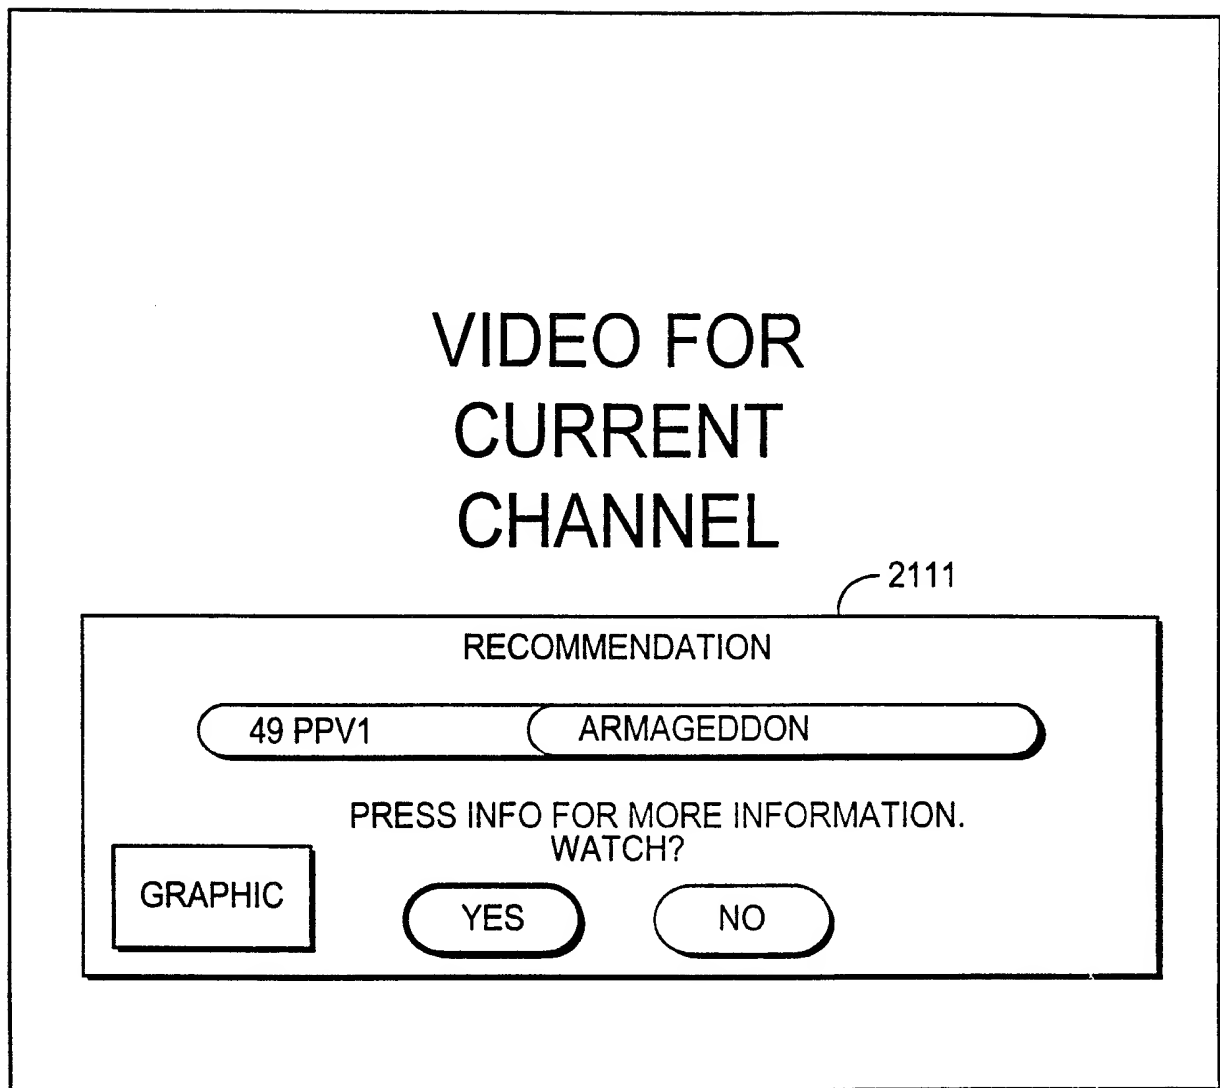 VIDEO FOR
CURRENT
CHANNEL
2111
RECOMMENDATION
49 PPV1 ARMAGEDDON
PRESS INFO FOR MORE INFORMATION.
WATCH?
GRAPHIC
YES NO